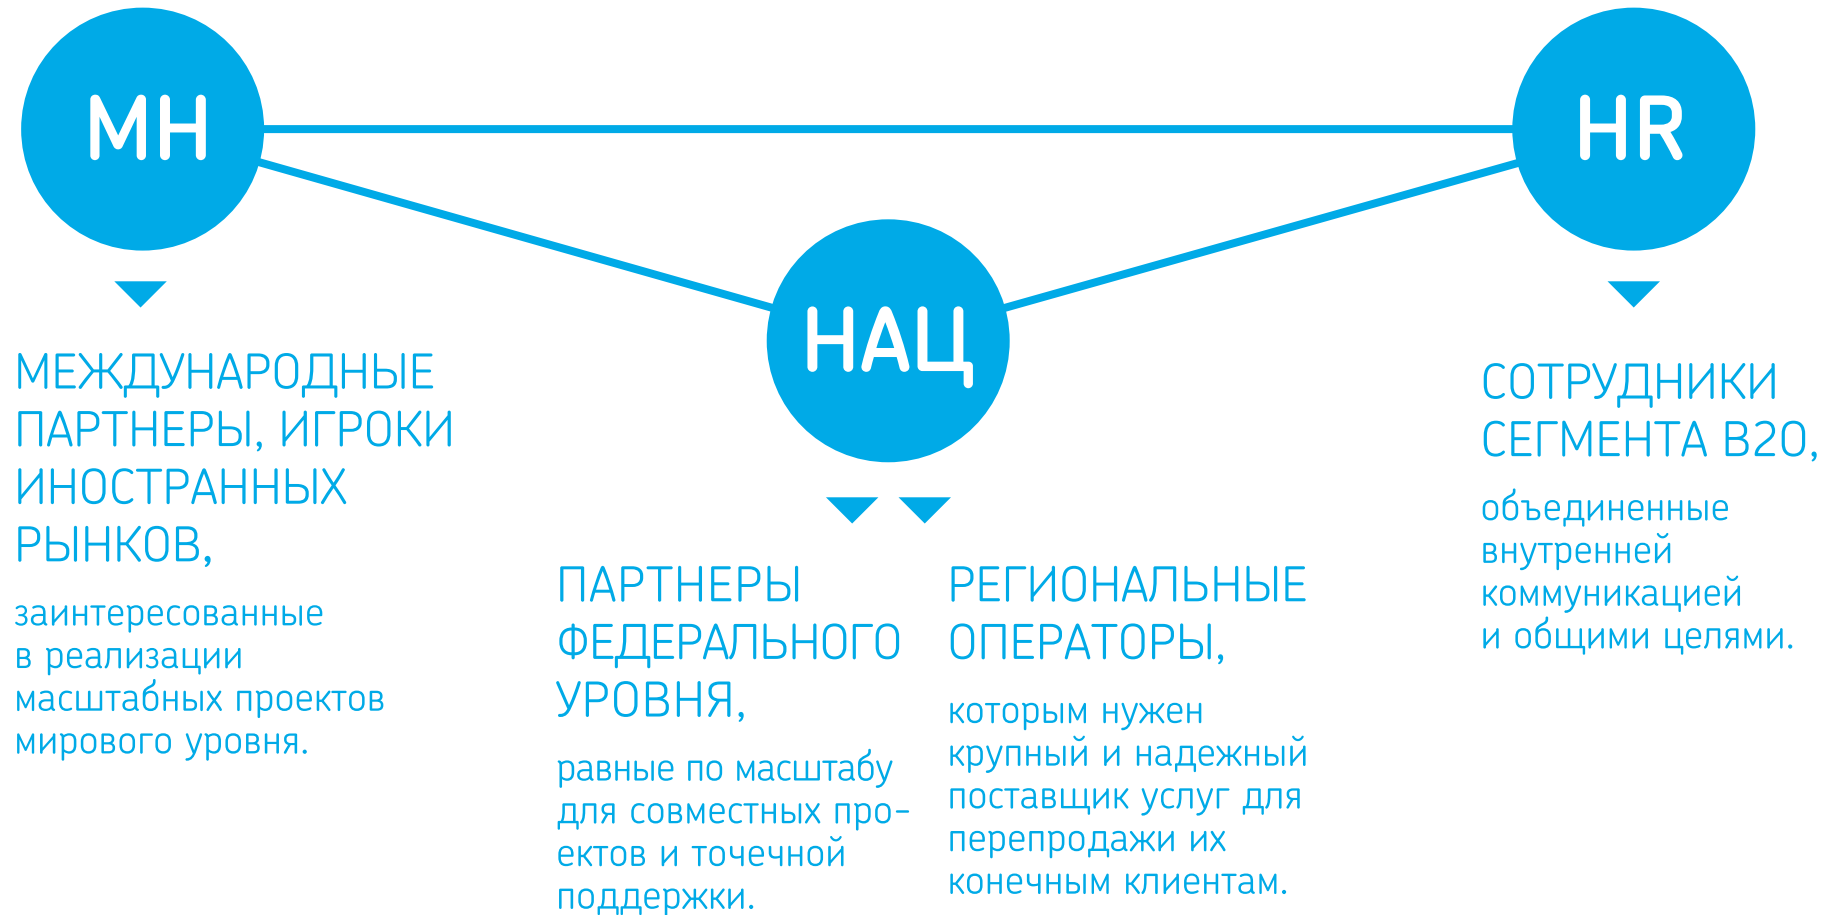 МН
HR
НАЦ
МЕЖДУНАРОДНЫЕ
ПАРТНЕРЫ, ИГРОКИ
ИНОСТРАННЫХ
РЫНКОВ,
заинтересованные
в реализации
масштабных проектов
мирового уровня.
ПАРТНЕРЫ
ФЕДЕРАЛЬНОГО
УРОВНЯ,
равные по масштабу
для совместных про-
ектов и точечной
поддержки.
РЕГИОНАЛЬНЫЕ
ОПЕРАТОРЫ,
которым нужен
крупный и надежный
поставщик услуг для
перепродажи их
конечным клиентам.
СОТРУДНИКИ
СЕГМЕНТА B2O,
объединенные
внутренней
коммуникацией
и общими целями.